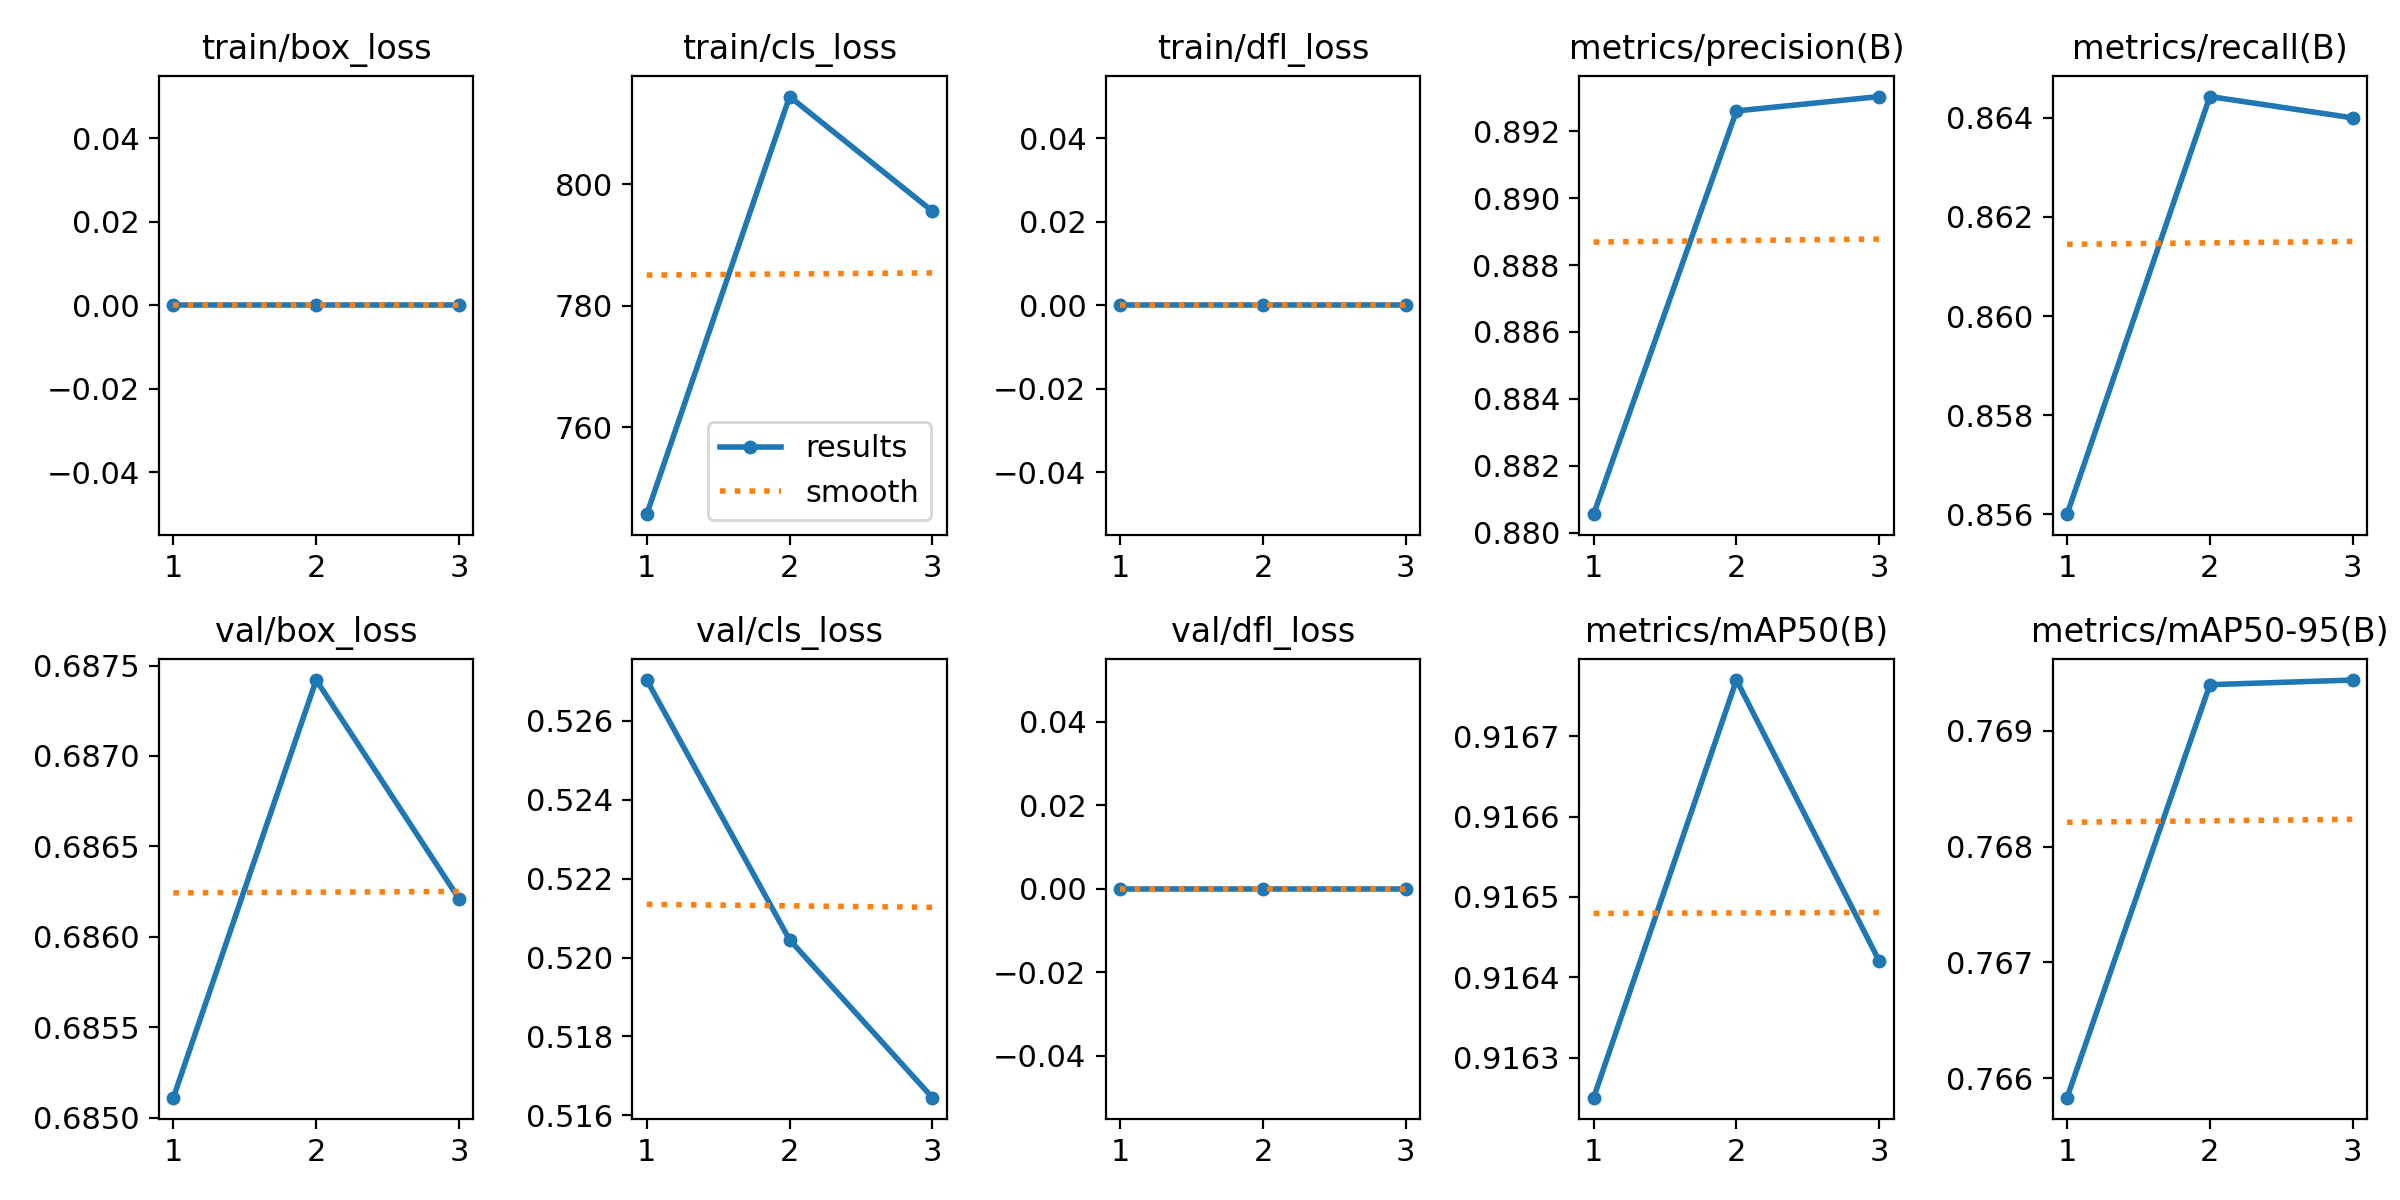 train/box_loss
0.04
0.02
0.00
−0.02
−0.04
1 2 3
train/cls_loss
800
780
760
results
smooth
1 2 3
train/dfl_loss
0.04
0.02
0.00
−0.02
−0.04
1 2 3
metrics/precision(B)
0.892
0.890
0.888
0.886
0.884
0.882
0.880
1 2 3
metrics/recall(B)
0.864
0.862
0.860
0.858
0.856
1 2 3
val/box_loss
0.6875
0.6870
0.6865
0.6860
0.6855
0.6850
1 2 3
val/cls_loss
0.526
0.524
0.522
0.520
0.518
0.516
1 2 3
val/dfl_loss
0.04
0.02
0.00
−0.02
−0.04
1 2 3
metrics/mAP50(B)
0.9167
0.9166
0.9165
0.9164
0.9163
1 2 3
metrics/mAP50-95(B)
0.769
0.768
0.767
0.766
1 2 3